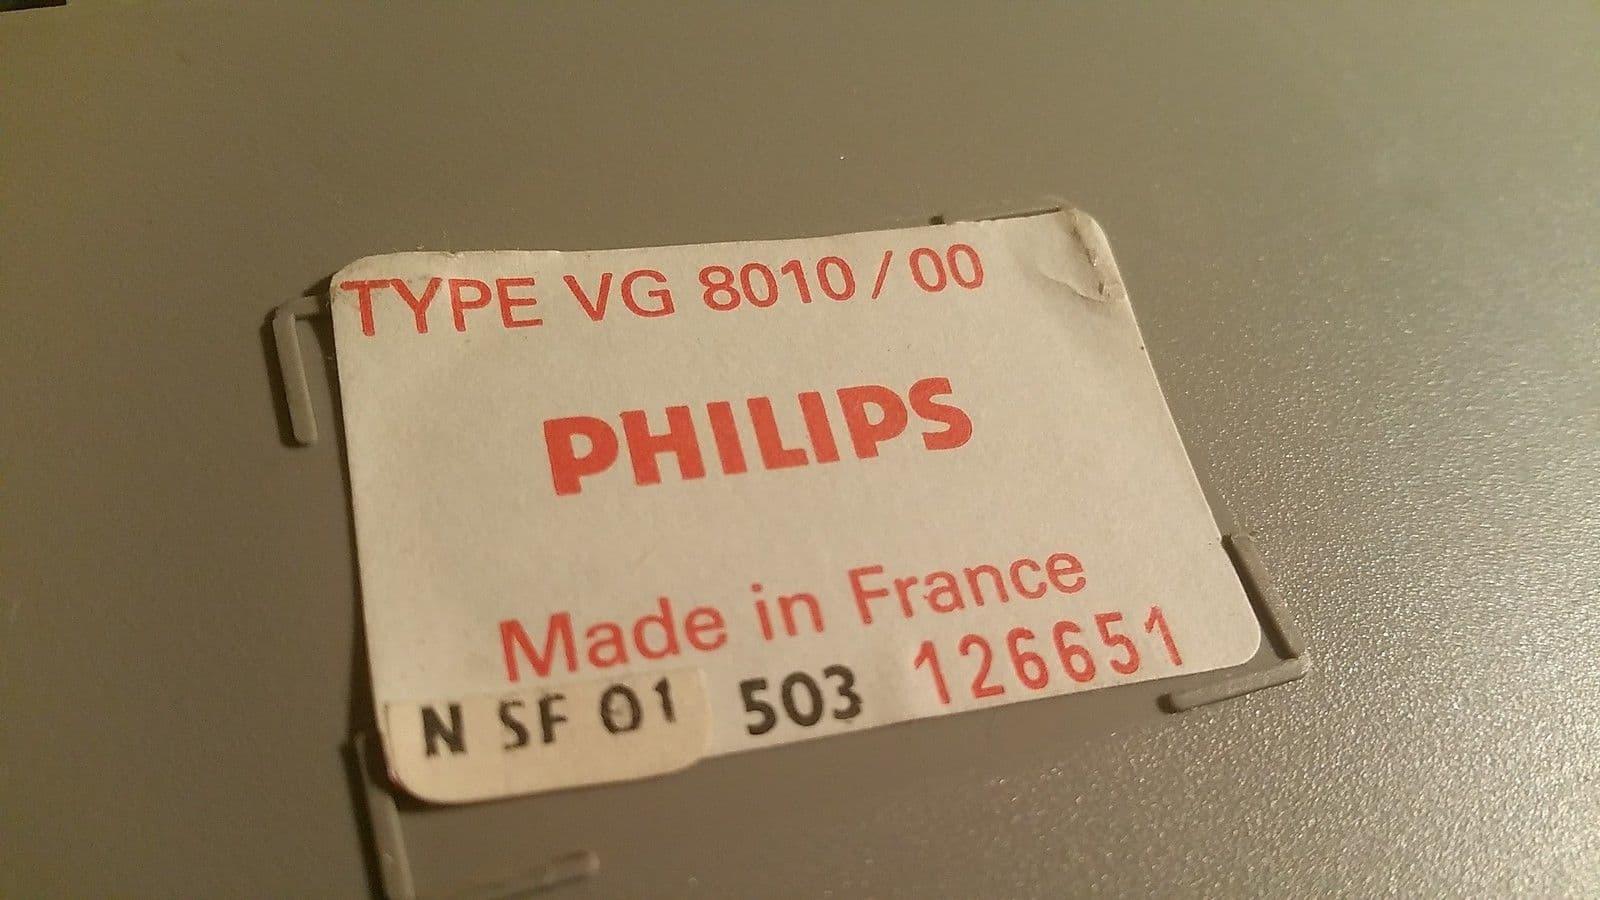 TYPE VG 8010/00
PHILIPS
Made in France
N SF 01 503 126651